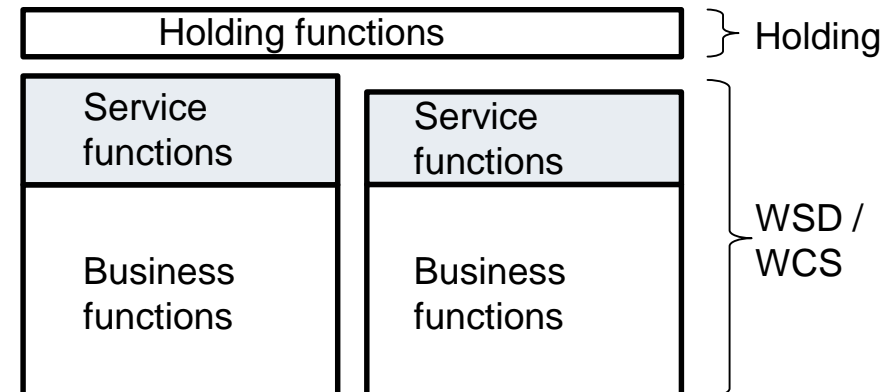 Holding functions
Holding
Service
functions
Service
functions
WSD /
WCS
Business
functions
Business
functions